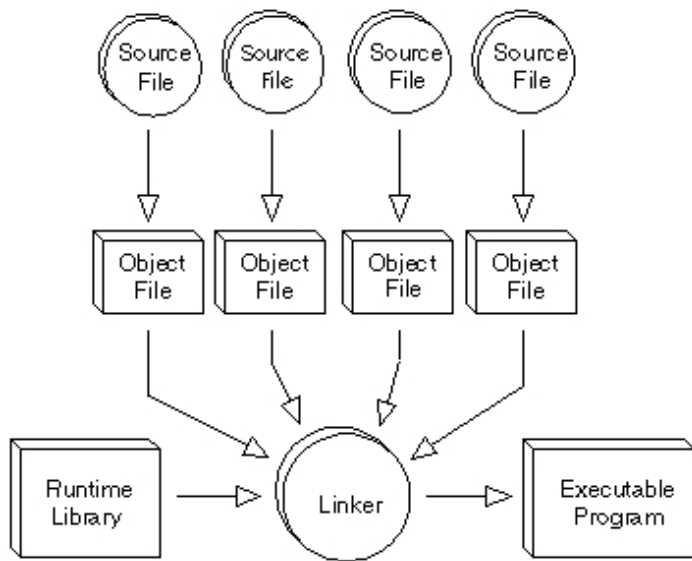 Source
File
Source
File
Source
File
Source
File
Object
File
Object
File
Object
File
Object
File
Runtime
Library
Linker
Executable
Program